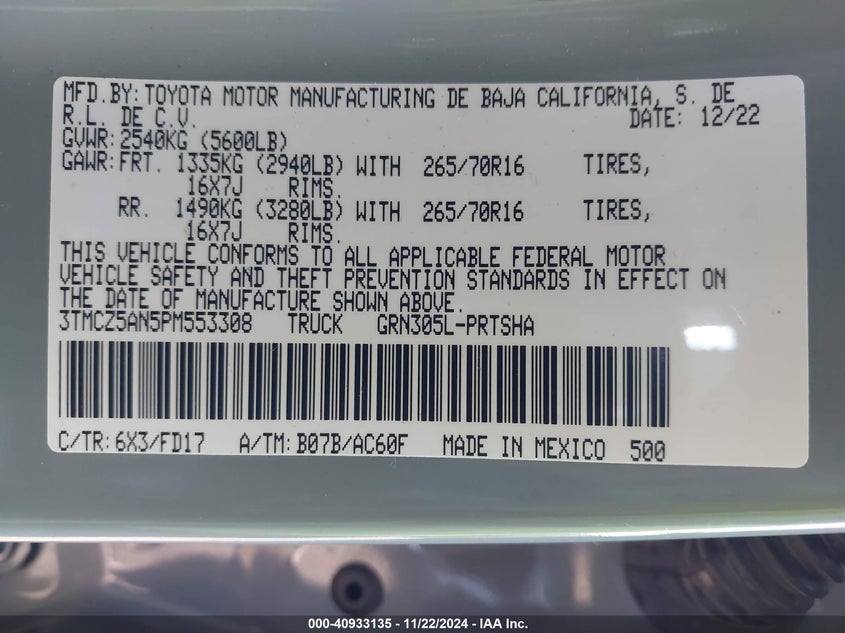 MFD.BY: TOYOTA MOTOR MANUFACTURING DE BAJA CALIFORNIA, S. DE
R.L. DE C.V. DATE: 12/22
GVWR: 2540KG (5600LB)
GAWR: FRT. 1335KG (2940LB) WITH 265/70R16 TIRES,
16X7J RIMS.
RR. 1490KG (3280LB) WITH 265/70R16 TIRES,
16X7J RIMS.
THIS VEHICLE CONFORMS TO ALL APPLICABLE FEDERAL MOTOR
VEHICLE SAFETY AND THEFT PREVENTION STANDARDS IN EFFECT ON
THE DATE OF MANUFACTURE SHOWN ABOVE.
3TMCZ5AN5PM553308 TRUCK GRN305L-PRTSHA
C/TR: 6X3/FD17 A/TM: B07B/AC60F MADE IN MEXICO 500
000-40933135 - 11/22/2024 - IAA Inc.